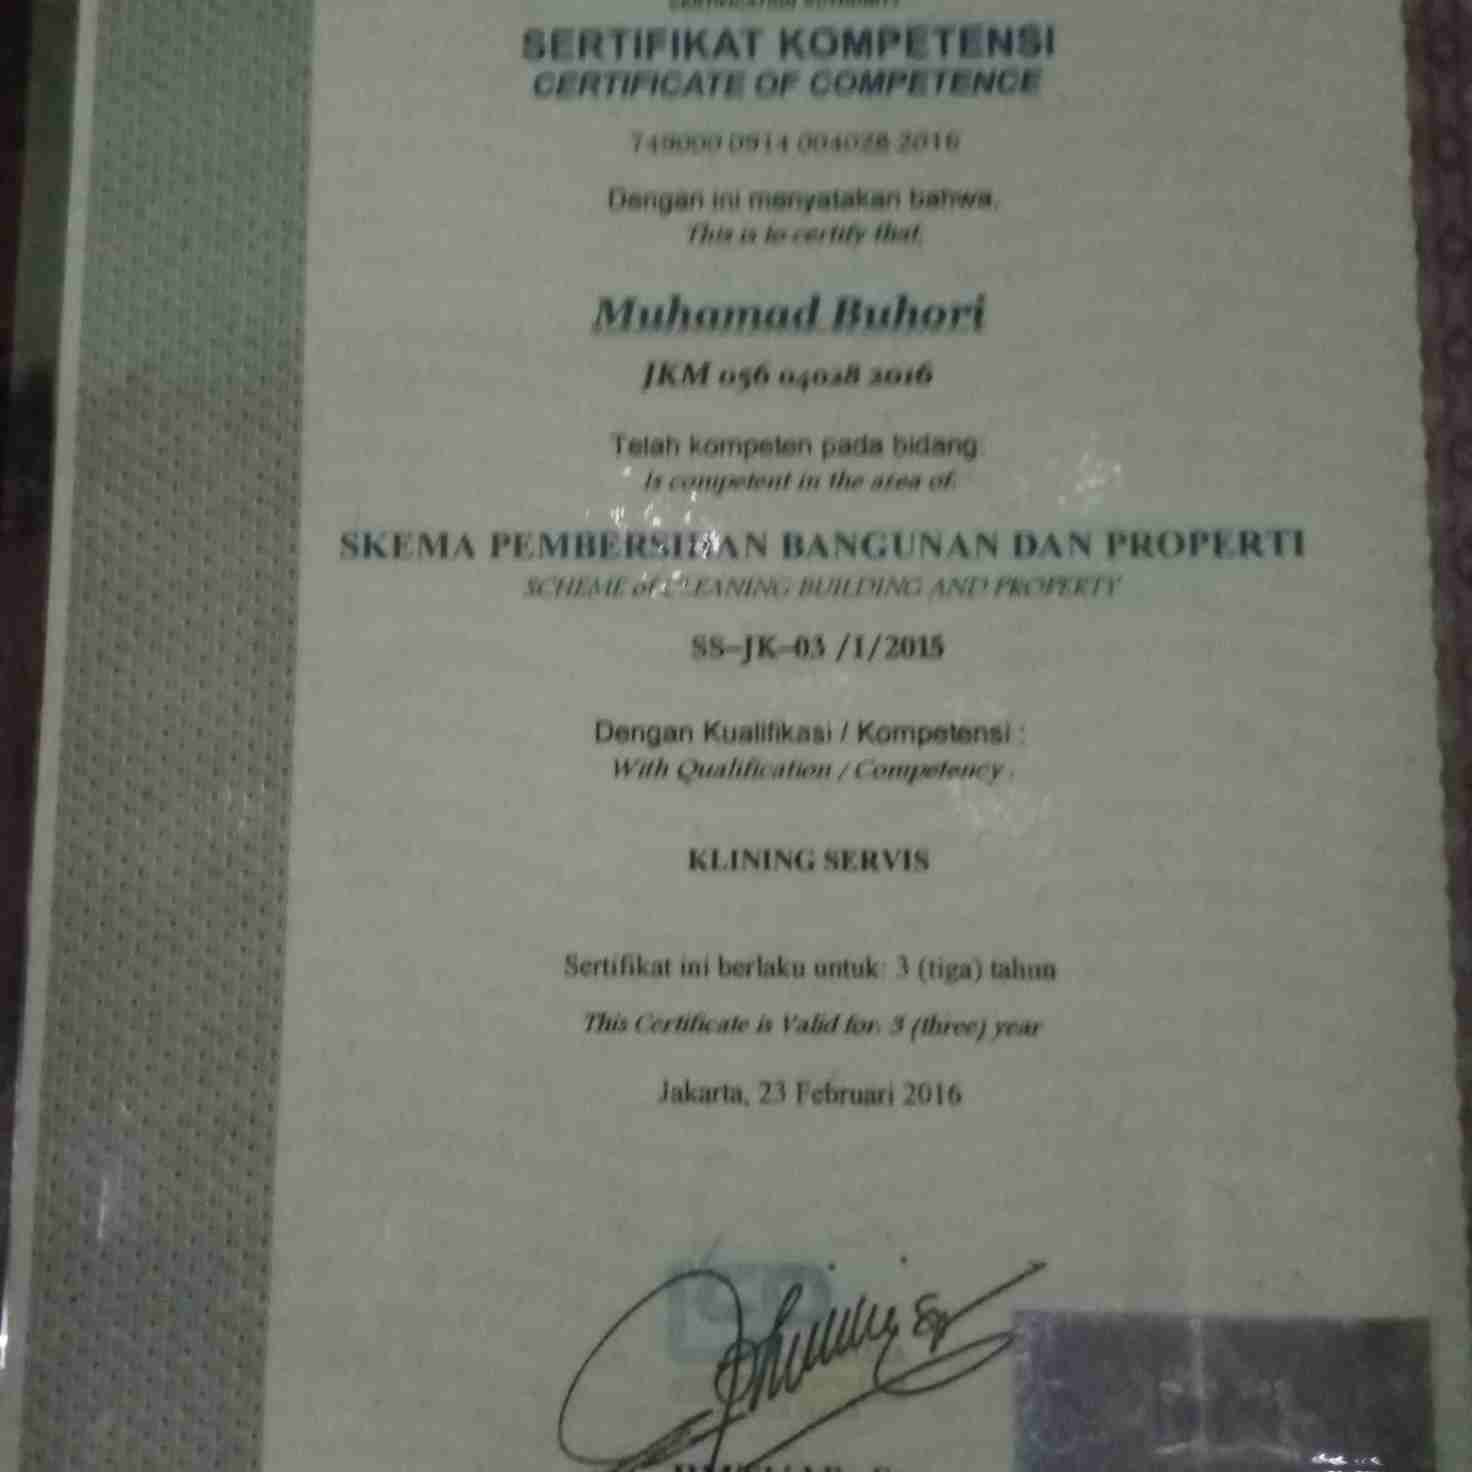 SERTIFIKAT KOMPETENSI
CERTIFICATE OF COMPETENCE
749000 0914 004028 2016
Dengan ini menyatakan bahwa,
This is to certify that,
Muhamad Buhori
JKM 056 04028 2016
Telah kompeten pada bidang:
Is competent in the area of:
SKEMA PEMBERSIHAN BANGUNAN DAN PROPERTI
SCHEME of CLEANING BUILDING AND PROPERTY
SS-JK-03 /I/2015
Dengan Kualifikasi / Kompetensi :
With Qualification / Competency :
KLINING SERVIS
Sertifikat ini berlaku untuk: 3 (tiga) tahun
This Certificate is Valid for: 3 (three) year
Jakarta, 23 Februari 2016